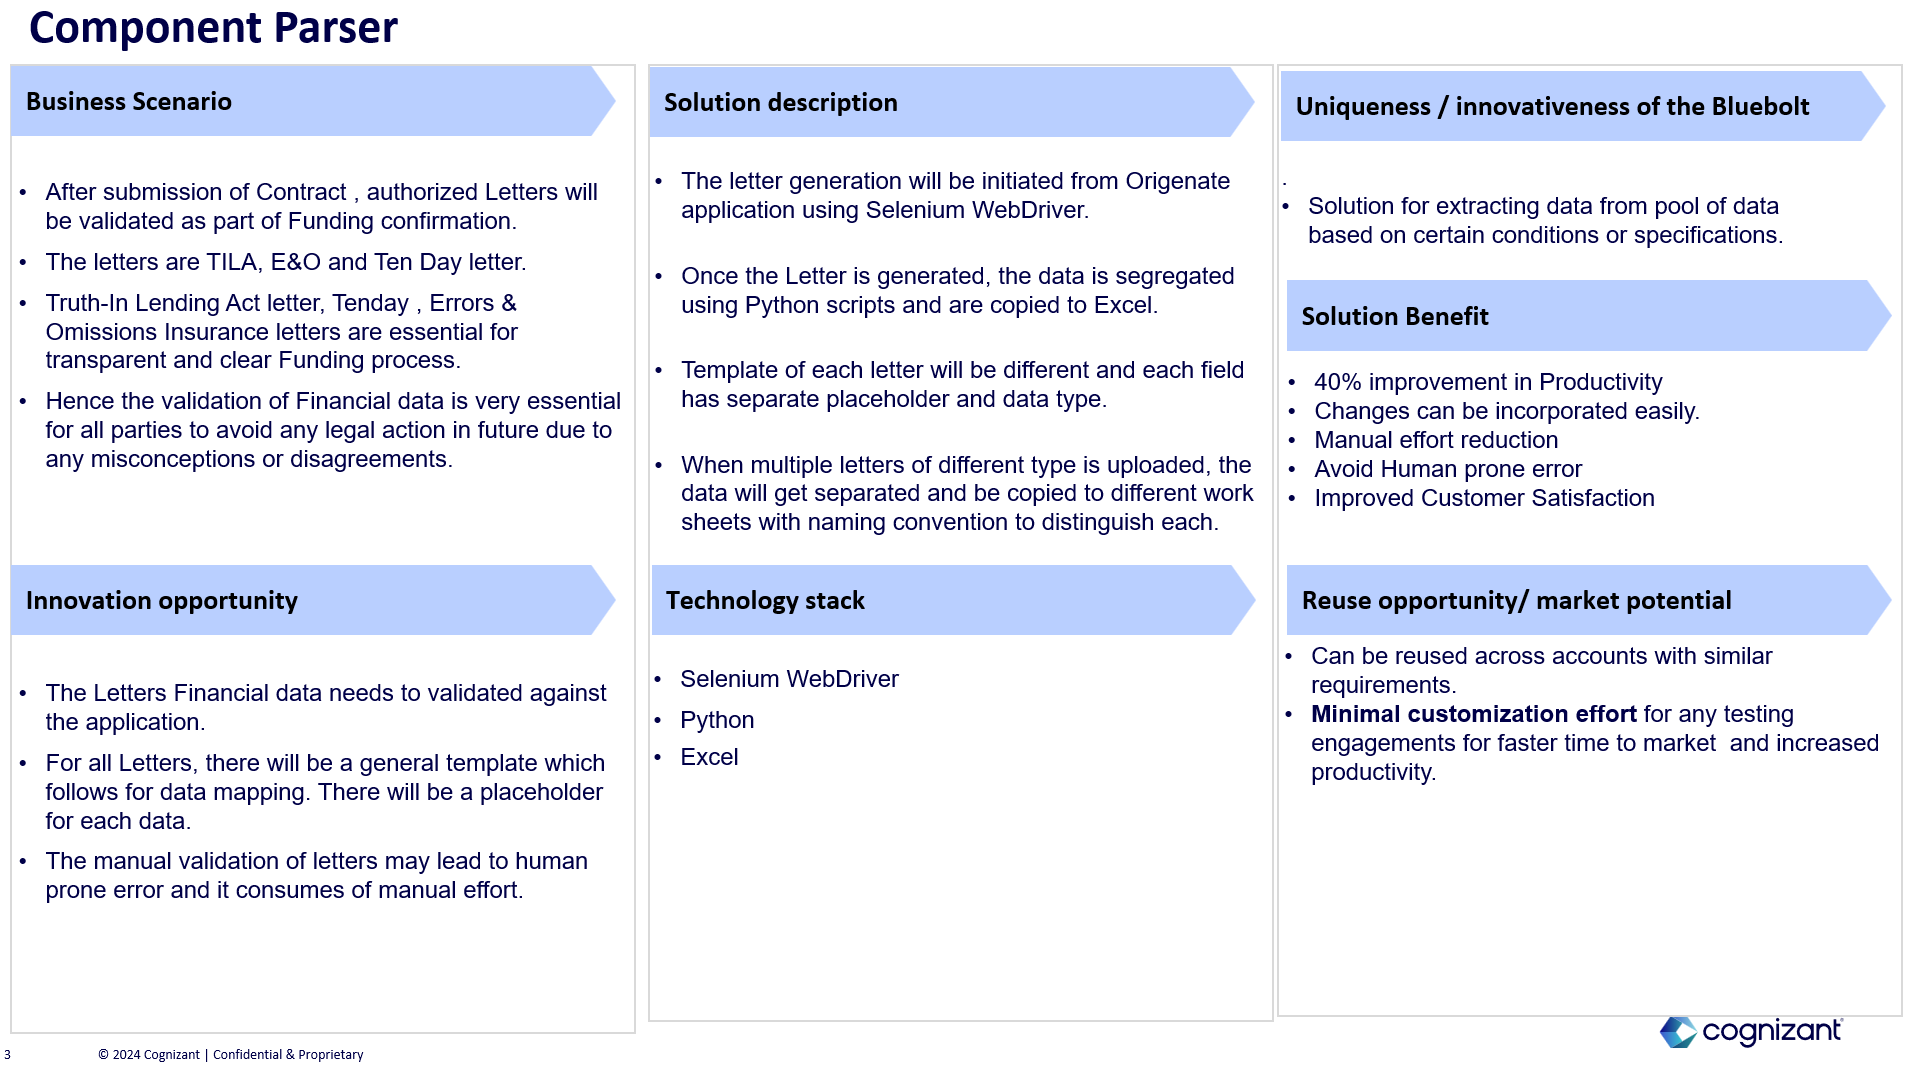 Component Parser
Business Scenario
• After submission of Contract , authorized Letters will
be validated as part of Funding confirmation.
• The letters are TILA, E&O and Ten Day letter.
• Truth-In Lending Act letter, Tenday , Errors &
Omissions Insurance letters are essential for
transparent and clear Funding process.
• Hence the validation of Financial data is very essential
for all parties to avoid any legal action in future due to
any misconceptions or disagreements.
Innovation opportunity
• The Letters Financial data needs to validated against
the application.
• For all Letters, there will be a general template which
follows for data mapping. There will be a placeholder
for each data.
• The manual validation of letters may lead to human
prone error and it consumes of manual effort.
Solution description
• The letter generation will be initiated from Origenate
application using Selenium WebDriver.
• Once the Letter is generated, the data is segregated
using Python scripts and are copied to Excel.
• Template of each letter will be different and each field
has separate placeholder and data type.
• When multiple letters of different type is uploaded, the
data will get separated and be copied to different work
sheets with naming convention to distinguish each.
Technology stack
• Selenium WebDriver
• Python
• Excel
Uniqueness / innovativeness of the Bluebolt
.
• Solution for extracting data from pool of data
based on certain conditions or specifications.
Solution Benefit
• 40% improvement in Productivity
• Changes can be incorporated easily.
• Manual effort reduction
• Avoid Human prone error
• Improved Customer Satisfaction
Reuse opportunity/ market potential
• Can be reused across accounts with similar
requirements.
• Minimal customization effort for any testing
engagements for faster time to market  and increased
productivity.
cognizant
3
© 2024 Cognizant | Confidential & Proprietary